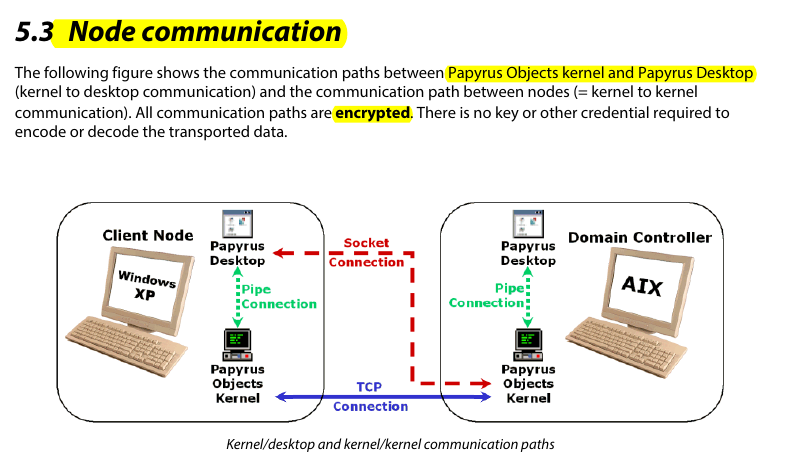 5.3 Node communication
The following figure shows the communication paths between Papyrus Objects kernel and Papyrus Desktop
(kernel to desktop communication) and the communication path between nodes (= kernel to kernel
communication). All communication paths are encrypted. There is no key or other credential required to
encode or decode the transported data.
Client Node
Windows
XP
Papyrus
Desktop
Pipe
Connection
Papyrus
Objects
Kernel
Socket
Connection
TCP
Connection
Papyrus
Desktop
Pipe
Connection
Papyrus
Objects
Kernel
Domain Controller
AIX
Kernel/desktop and kernel/kernel communication paths